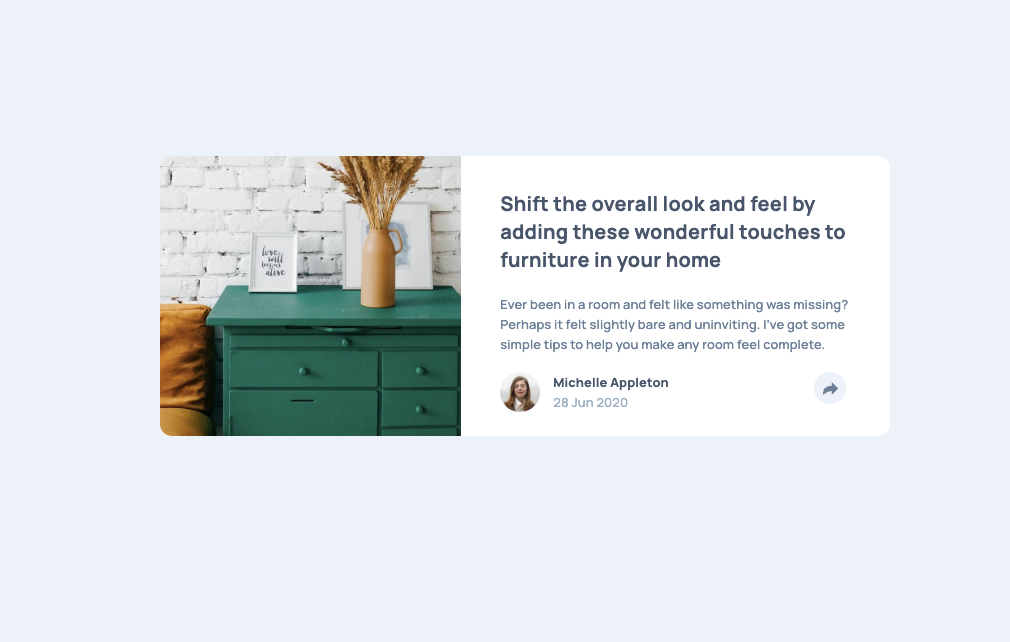 love
will
keep us
alive
Shift the overall look and feel by
adding these wonderful touches to
furniture in your home
Ever been in a room and felt like something was missing?
Perhaps it felt slightly bare and uninviting. I've got some
simple tips to help you make any room feel complete.
Michelle Appleton
28 Jun 2020